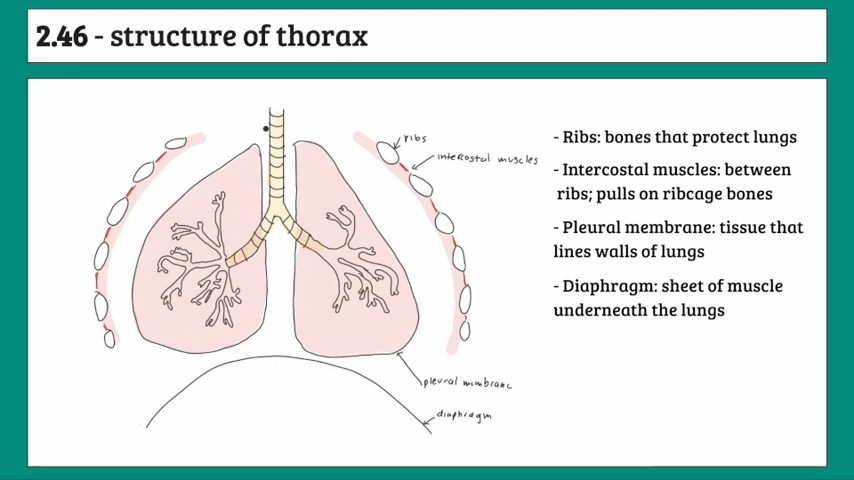 2.46 - structure of thorax
ribs
intercostal muscles
- Ribs: bones that protect lungs
- Intercostal muscles: between
ribs; pulls on ribcage bones
- Pleural membrane: tissue that
lines walls of lungs
- Diaphragm: sheet of muscle
underneath the lungs
pleural membrane
diaphragm